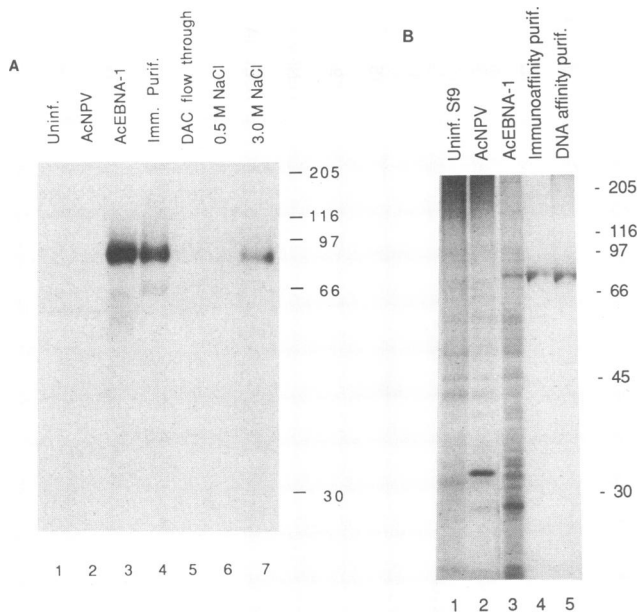 A
Uninf.
AcNPV
AcEBNA-1
Imm. Purif.
DAC flow through
0.5 M NaCl
3.0 M NaCl
205
116
97
66
30
1 2 3 4 5 6 7
B
Uninf. Sf9
AcNPV
AcEBNA-1
Immunoaffinity purif.
DNA affinity purif.
- 205
- 116
- 97
- 66
- 45
- 30
1 2 3 4 5